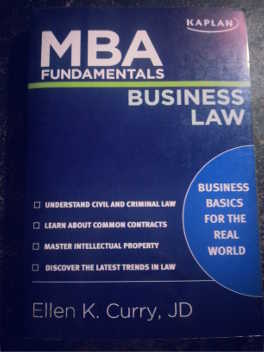 KAPLAN
MBA
FUNDAMENTALS
BUSINESS
LAW
UNDERSTAND CIVIL AND CRIMINAL LAW
LEARN ABOUT COMMON CONTRACTS
MASTER INTELLECTUAL PROPERTY
DISCOVER THE LATEST TRENDS IN LAW
BUSINESS
BASICS
FOR THE
REAL
WORLD
Ellen K. Curry, JD